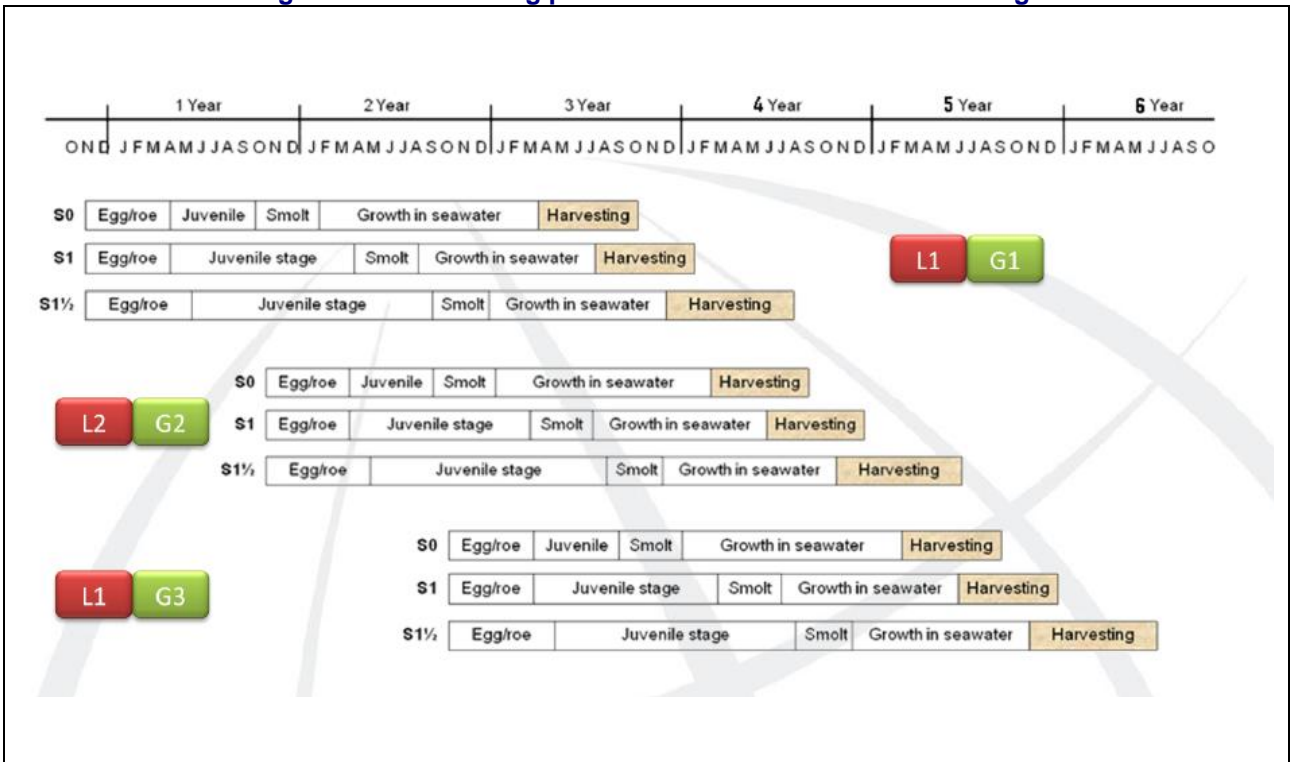 1 Year 2 Year 3 Year 4 Year 5 Year 6 Year
O N D J F M A M J J A S O N D J F M A M J J A S O N D J F M A M J J A S O N D J F M A M J J A S O N D J F M A M J J A S O N D J F M A M J J A S O
S0 Egg/roe Juvenile Smolt Growth in seawater Harvesting
S1 Egg/roe Juvenile stage Smolt Growth in seawater Harvesting
L1 G1
S1½ Egg/roe Juvenile stage Smolt Growth in seawater Harvesting
S0 Egg/roe Juvenile Smolt Growth in seawater Harvesting
L2 G2
S1 Egg/roe Juvenile stage Smolt Growth in seawater Harvesting
S1½ Egg/roe Juvenile stage Smolt Growth in seawater Harvesting
S0 Egg/roe Juvenile Smolt Growth in seawater Harvesting
L1 G3
S1 Egg/roe Juvenile stage Smolt Growth in seawater Harvesting
S1½ Egg/roe Juvenile stage Smolt Growth in seawater Harvesting